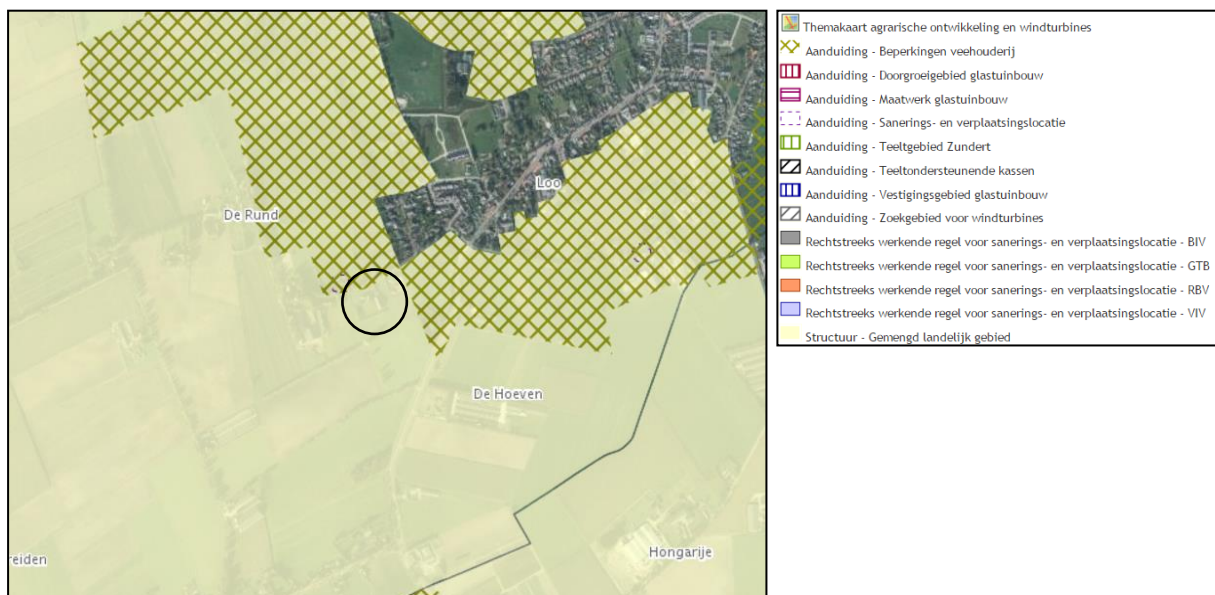 De Rund
Loo
De Hoeven
Hongarije
reiden
Themakaart agrarische ontwikkeling en windturbines
Aanduiding - Beperkingen veehouderij
Aanduiding - Doorgroeigebied glastuinbouw
Aanduiding - Maatwerk glastuinbouw
Aanduiding - Sanerings- en verplaatsingslocatie
Aanduiding - Teeltgebied Zundert
Aanduiding - Teeltondersteunende kassen
Aanduiding - Vestigingsgebied glastuinbouw
Aanduiding - Zoekgebied voor windturbines
Rechtstreeks werkende regel voor sanerings- en verplaatsingslocatie - BIV
Rechtstreeks werkende regel voor sanerings- en verplaatsingslocatie - GTB
Rechtstreeks werkende regel voor sanerings- en verplaatsingslocatie - RBV
Rechtstreeks werkende regel voor sanerings- en verplaatsingslocatie - VIV
Structuur - Gemengd landelijk gebied